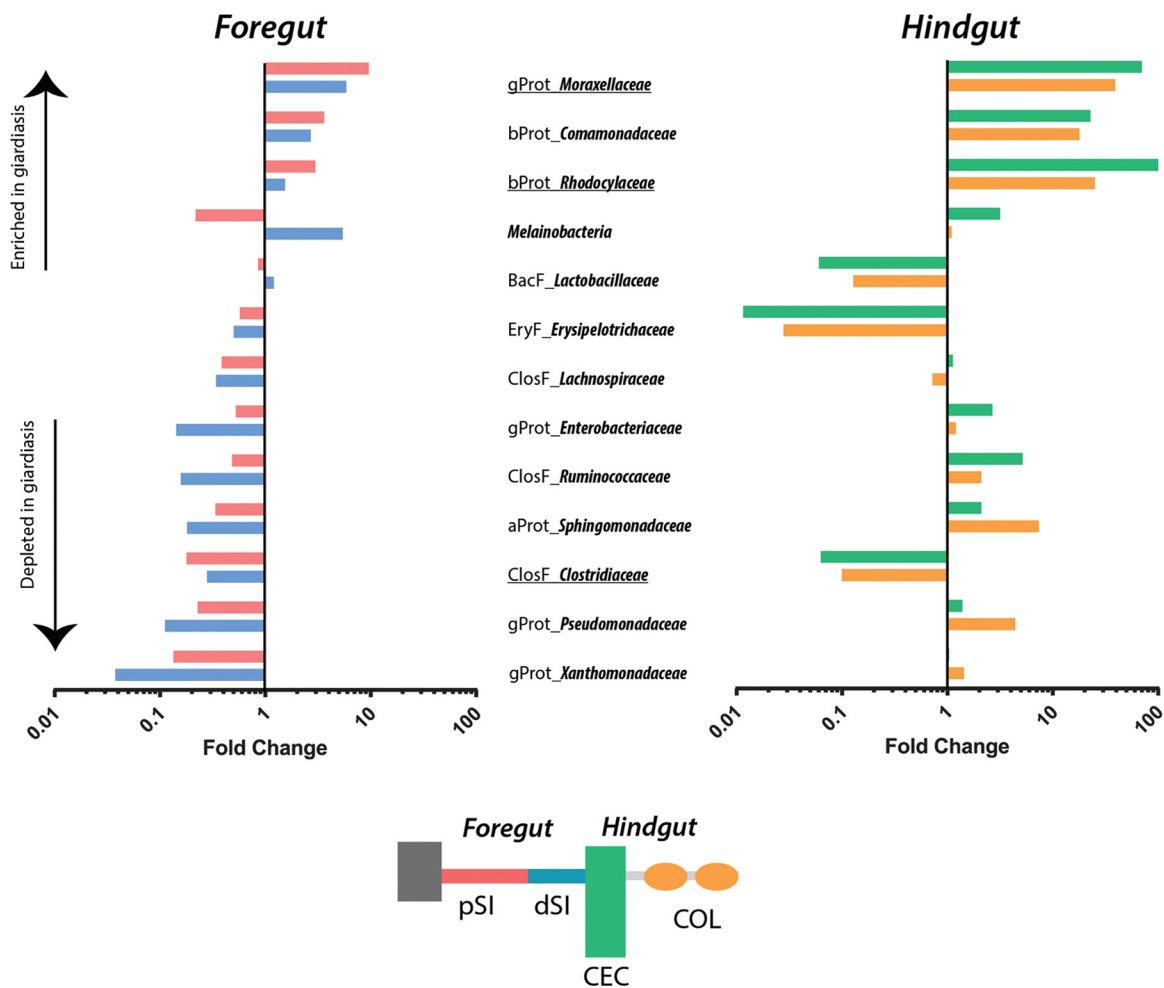 Foregut
Hindgut
Enriched in giardiasis
Depleted in giardiasis
gProt_Moraxellaceae
bProt_Comamonadaceae
bProt_Rhodocylaceae
Melainobacteria
BacF_Lactobacillaceae
EryF_Erysipelotrichaceae
ClosF_Lachnospiraceae
gProt_Enterobacteriaceae
ClosF_Ruminococcaceae
aProt_Sphingomonadaceae
ClosF_Clostridiaceae
gProt_Pseudomonadaceae
gProt_Xanthomonadaceae
0.01 0.1 1 10 100
Fold Change
0.01 0.1 1 10 100
Fold Change
Foregut Hindgut
pSI dSI
COL
CEC